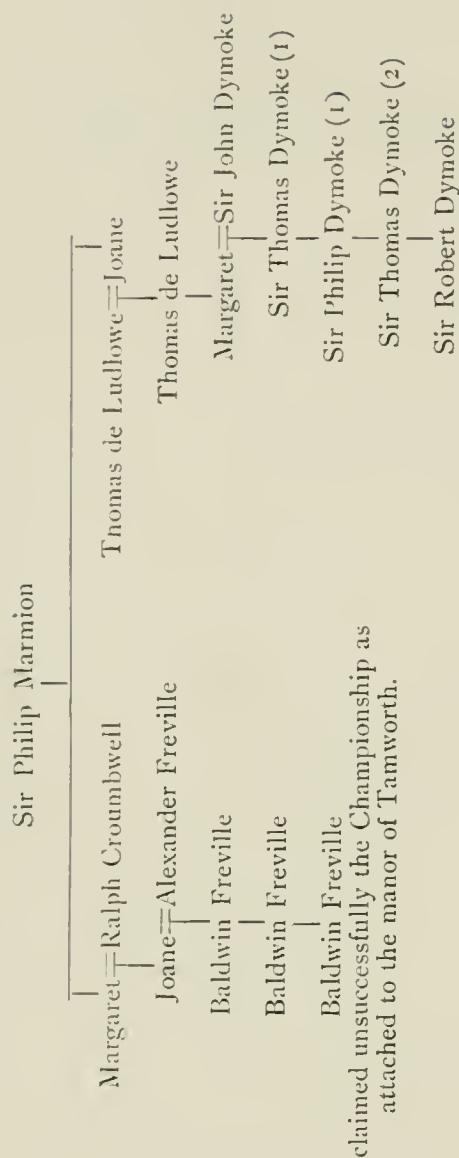 Sir Philip Marmion
Margaret=Ralph Croumbwell
Joane=Alexander Freville
Baldwin Freville
Baldwin Freville
Baldwin Freville
claimed unsuccessfully the Championship as
attached to the manor of Tamworth.
Thomas de Ludlowe=Joane
Thomas de Ludlowe
Margaret=Sir John Dymoke
Sir Thomas Dymoke (1)
Sir Philip Dymoke (1)
Sir Thomas Dymoke (2)
Sir Robert Dymoke